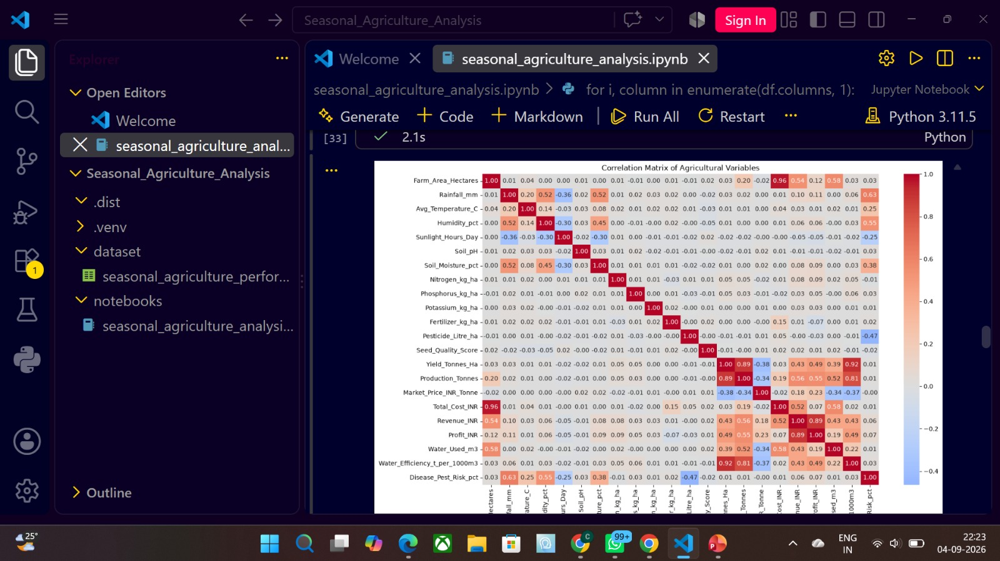 Seasonal_Agriculture_Analysis
Sign In
Explorer
Open Editors
Welcome
seasonal_agriculture_anal...
Seasonal_Agriculture_Analysis
.dist
.venv
dataset
seasonal_agriculture_perfor...
notebooks
seasonal_agriculture_analysi...
Outline
1
Welcome
seasonal_agriculture_analysis.ipynb
seasonal_agriculture_analysis.ipynb > for i, column in enumerate(df.columns, 1): Jupyter Notebook
Generate + Code + Markdown | Run All Restart ... Python 3.11.5
[33] 2.1s Python
Correlation Matrix of Agricultural Variables
Farm_Area_Hectares - 1.00 0.01 0.04 0.00 0.00 0.01 0.00 0.01 -0.01 0.00 0.01 -0.01 0.02 0.03 0.20 -0.02 0.96 0.54 0.12 0.58 0.03 0.03
Rainfall_mm - 0.01 1.00 0.20 0.52 -0.36 0.02 0.52 0.01 0.02 0.03 0.02 0.00 -0.02 0.03 0.02 0.00 0.01 0.10 0.11 0.00 0.06 0.63
Avg_Temperature_C - 0.04 0.20 1.00 0.14 -0.03 0.03 0.08 0.02 0.01 0.02 0.02 0.01 -0.03 0.01 0.01 0.00 0.04 0.03 0.01 0.02 0.01 0.25
Humidity_pct - 0.00 0.52 0.14 1.00 -0.30 0.03 0.45 0.00 -0.01 -0.00 0.02 -0.00 -0.05 0.01 0.00 0.00 0.01 0.06 0.06 -0.00 0.03 0.55
Sunlight_Hours_Day - 0.00 -0.36 -0.03 -0.30 1.00 -0.02 -0.30 0.01 0.00 -0.01 -0.01 -0.02 0.02 -0.02 -0.02 -0.00 -0.00 -0.05 -0.05 -0.01 -0.02 -0.25
Soil_pH - 0.01 0.02 0.03 0.03 -0.02 1.00 0.03 0.01 0.02 -0.02 -0.01 -0.01 -0.00 -0.01 -0.01 0.02 0.01 -0.01 -0.01 -0.01 -0.01 0.03
Soil_Moisture_pct - 0.00 0.52 0.08 0.45 -0.30 0.03 1.00 0.01 0.01 0.01 0.01 -0.02 -0.02 0.01 0.00 0.02 0.00 0.08 0.09 0.00 0.03 0.38
Nitrogen_kg_ha - 0.01 0.01 0.02 0.00 0.01 0.01 0.01 1.00 0.01 0.01 -0.03 0.01 0.01 0.05 0.05 -0.02 0.01 0.08 0.09 0.02 0.05 -0.01
Phosphorus_kg_ha - -0.01 0.02 0.01 -0.01 0.00 0.02 0.01 0.01 1.00 0.00 0.01 -0.03 -0.01 0.05 0.03 -0.01 -0.02 0.03 0.05 -0.00 0.06 0.03
Potassium_kg_ha - 0.00 0.03 0.02 -0.00 -0.01 -0.02 0.01 0.01 0.00 1.00 0.02 -0.00 0.01 0.00 0.00 0.01 0.00 0.03 0.03 0.00 0.01 0.01
Fertilizer_kg_ha - 0.01 0.02 0.02 0.02 -0.01 -0.01 0.01 -0.03 0.01 0.02 1.00 -0.00 0.02 0.00 0.00 -0.00 0.15 0.01 -0.07 0.00 0.01 0.02
Pesticide_Litre_ha - -0.01 0.00 0.01 -0.00 -0.02 -0.01 -0.02 0.01 -0.03 -0.00 -0.00 1.00 -0.00 -0.01 -0.01 0.01 0.05 -0.00 -0.03 0.00 -0.01 -0.47
Seed_Quality_Score - 0.02 -0.02 -0.03 -0.05 0.02 -0.00 -0.02 0.01 -0.01 0.01 0.02 -0.00 1.00 -0.01 -0.00 0.01 0.02 0.02 0.01 0.02 -0.01 -0.02
Yield_Tonnes_Ha - 0.03 0.03 0.01 0.01 -0.02 -0.01 0.01 0.05 0.05 0.00 0.00 -0.01 -0.01 1.00 0.89 -0.38 0.03 0.43 0.49 0.39 0.92 0.01
Production_Tonnes - 0.20 0.02 0.01 0.00 -0.02 -0.01 0.00 0.05 0.03 0.00 0.00 -0.01 -0.00 0.89 1.00 -0.34 0.19 0.56 0.55 0.52 0.81 0.01
Market_Price_INR_Tonne - -0.02 0.00 0.00 0.00 -0.00 0.02 0.02 -0.02 -0.01 0.01 -0.00 0.01 0.01 -0.38 -0.34 1.00 -0.02 0.18 0.23 -0.34 -0.37 -0.00
Total_Cost_INR - 0.96 0.01 0.04 0.01 -0.00 0.01 0.00 0.01 -0.02 0.00 0.15 0.05 0.02 0.03 0.19 -0.02 1.00 0.52 0.07 0.58 0.02 0.01
Revenue_INR - 0.54 0.10 0.03 0.06 -0.05 -0.01 0.08 0.08 0.03 0.03 0.01 -0.00 0.02 0.43 0.56 0.18 0.52 1.00 0.89 0.43 0.43 0.06
Profit_INR - 0.12 0.11 0.01 0.06 -0.05 -0.01 0.09 0.09 0.05 0.03 -0.07 -0.03 0.01 0.49 0.55 0.23 0.07 0.89 1.00 0.19 0.49 0.07
Water_Used_m3 - 0.58 0.00 0.02 -0.00 -0.01 -0.02 0.00 0.02 -0.00 0.00 0.00 0.00 0.02 0.39 0.52 -0.34 0.58 0.43 0.19 1.00 0.22 0.01
Water_Efficiency_t_per_1000m3 - 0.03 0.06 0.01 0.03 -0.02 -0.01 0.03 0.05 0.06 0.01 0.01 -0.01 -0.01 0.92 0.81 -0.37 0.02 0.43 0.49 0.22 1.00 0.03
Disease_Pest_Risk_pct - 0.03 0.63 0.25 0.55 -0.25 0.03 0.38 -0.01 0.03 0.01 0.02 -0.47 -0.02 0.01 0.01 -0.00 0.01 0.06 0.07 0.01 0.03 1.00
lectares
fall_mm
ature_C
dity_pct
urs_Day
Soil_pH
ture_pct
n_kg_ha
s_kg_ha
m_kg_ha
r_kg_ha
Litre_ha
y_Score
nnes_Ha
_Tonnes
R_Tonne
ost_INR
nue_INR
rofit_INR
sed_m3
1000m3
Risk_pct
1.0
0.8
0.6
0.4
0.2
0.0
−0.2
−0.4
25°
99+
ENG
IN
22:23
04-09-2026